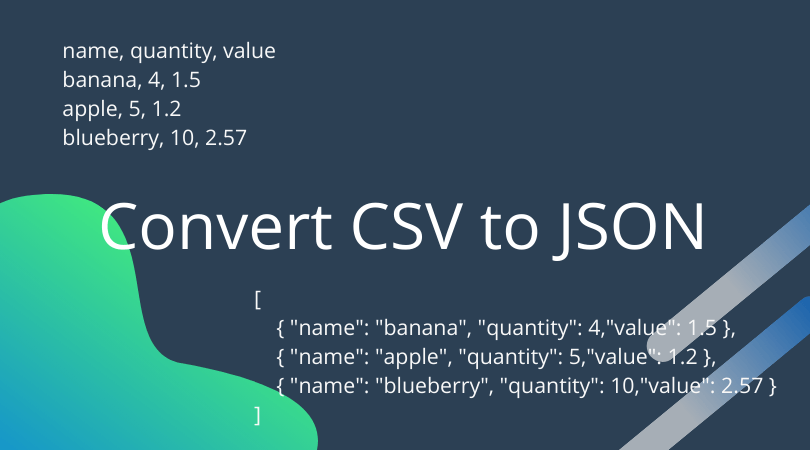 name, quantity, value
banana, 4, 1.5
apple, 5, 1.2
blueberry, 10, 2.57
Convert CSV to JSON
[
{ "name": "banana", "quantity": 4,"value": 1.5 },
{ "name": "apple", "quantity": 5,"value": 1.2 },
{ "name": "blueberry", "quantity": 10,"value": 2.57 }
]